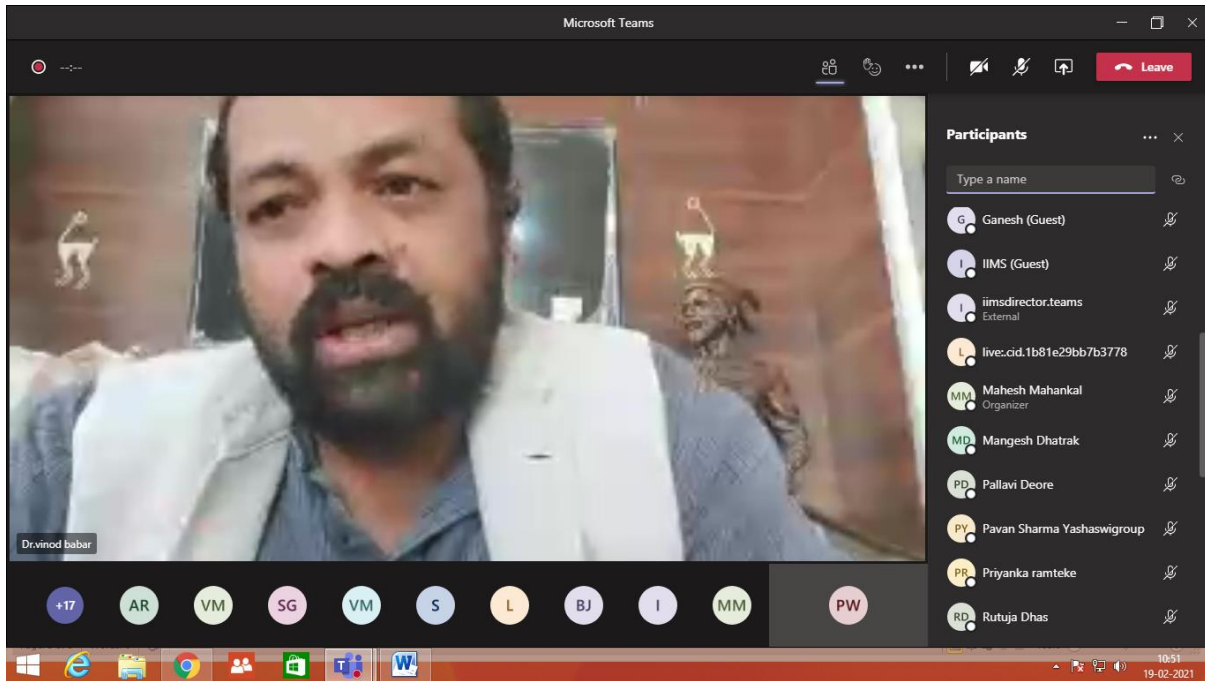 Microsoft Teams
--:--
Leave
Participants
Type a name
G Ganesh (Guest)
I IIMS (Guest)
I iimsdirector.teams
External
L live:.cid.1b81e29bb7b3778
MM Mahesh Mahankal
Organizer
MD Mangesh Dhatrak
PD Pallavi Deore
PY Pavan Sharma Yashaswigroup
PR Priyanka ramteke
RD Rutuja Dhas
Dr.vinod babar
+17 AR VM SG VM S L BJ I MM PW
10:51
19-02-2021